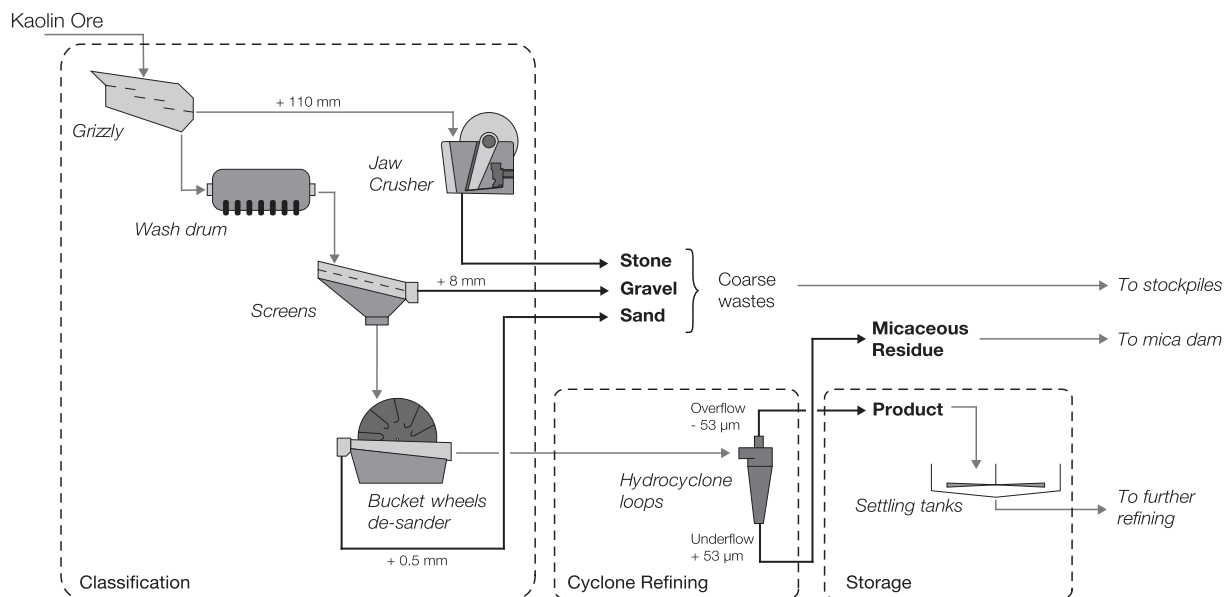 Kaolin Ore
+ 110 mm
Grizzly
Jaw
Crusher
Wash drum
Stone
+ 8 mm
Gravel
Coarse
wastes
To stockpiles
Screens
Sand
Micaceous
Residue
To mica dam
Overflow
- 53 µm
Product
Hydrocyclone
loops
Bucket wheels
de-sander
Settling tanks
To further
refining
Underflow
+ 53 µm
+ 0.5 mm
Classification
Cyclone Refining
Storage